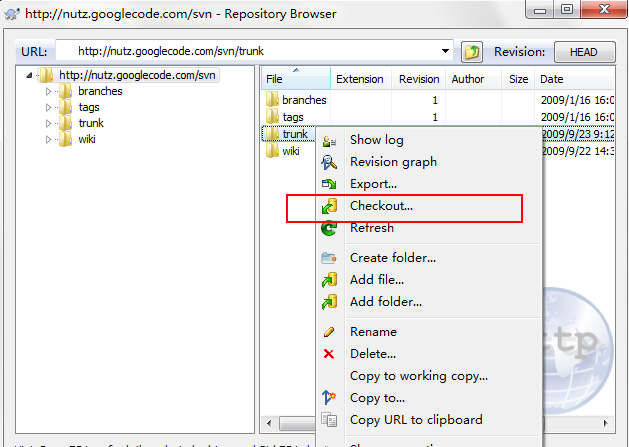 http://nutz.googlecode.com/svn - Repository Browser
URL: http://nutz.googlecode.com/svn/trunk Revision: HEAD
http://nutz.googlecode.com/svn
branches
tags
trunk
wiki
File Extension Revision Author Size Date
branches 1 2009/1/16 16:0
tags 1 2009/1/16 16:0
trunk 2009/9/23 9:12
wiki 2009/9/22 14:3
Show log
Revision graph
Export...
Checkout...
Refresh
Create folder...
Add file...
Add folder...
Rename
Delete...
Copy to working copy...
Copy to...
Copy URL to clipboard
tp